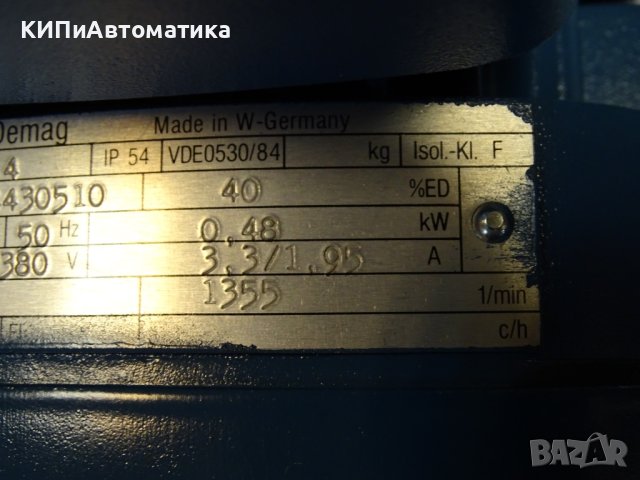 КИПиАвтоматика
Demag Made in W-Germany
4 IP 54 VDE0530/84 kg Isol.-Kl. F
430510 40 %ED
50 Hz 0,48 kW
380 V 3,3/1,95 A
1355 1/min
c/h
BAZAR